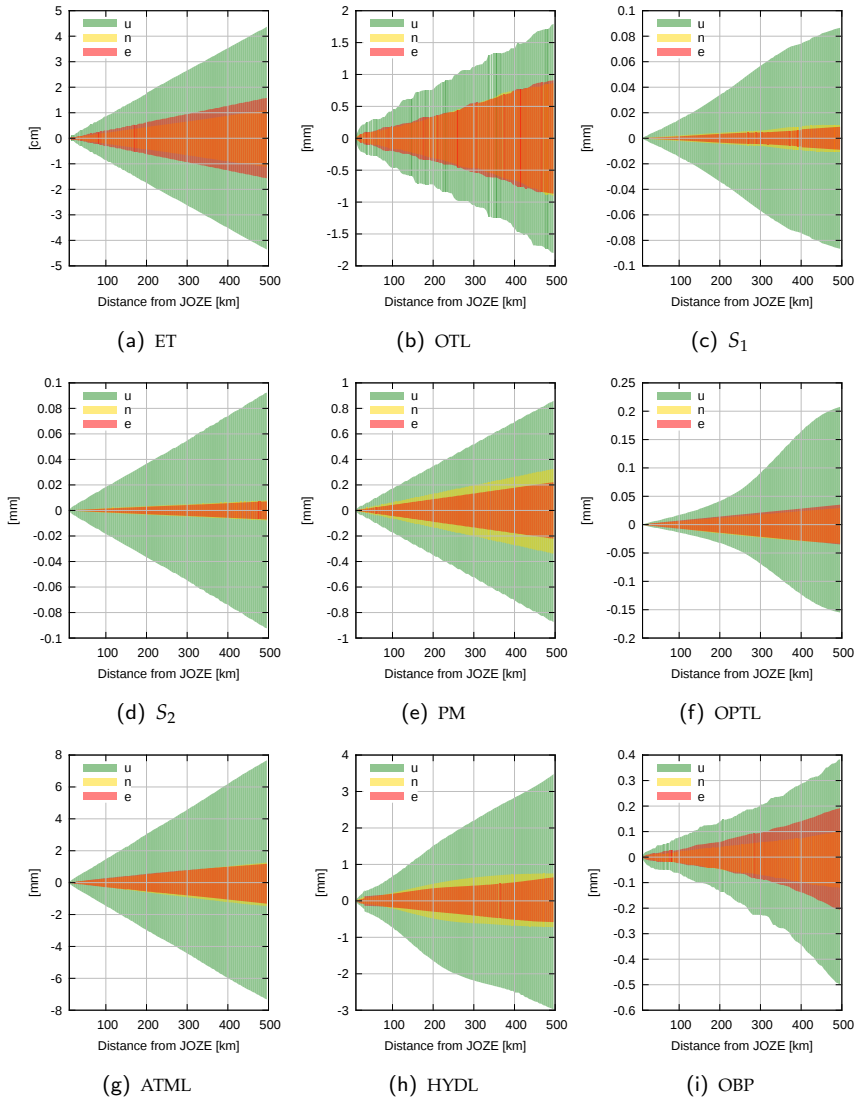 5
4
3
2
1
0
-1
-2
-3
-4
-5
[cm]
u
n
e
100 200 300 400 500
Distance from JOZE [km]
(a) ET
2
1.5
1
0.5
0
-0.5
-1
-1.5
-2
[mm]
u
n
e
100 200 300 400 500
Distance from JOZE [km]
(b) OTL
0.1
0.08
0.06
0.04
0.02
0
-0.02
-0.04
-0.06
-0.08
-0.1
[mm]
u
n
e
100 200 300 400 500
Distance from JOZE [km]
(c) S1
0.1
0.08
0.06
0.04
0.02
0
-0.02
-0.04
-0.06
-0.08
-0.1
[mm]
u
n
e
100 200 300 400 500
Distance from JOZE [km]
(d) S2
1
0.8
0.6
0.4
0.2
0
-0.2
-0.4
-0.6
-0.8
-1
[mm]
u
n
e
100 200 300 400 500
Distance from JOZE [km]
(e) PM
0.25
0.2
0.15
0.1
0.05
0
-0.05
-0.1
-0.15
-0.2
[mm]
u
n
e
100 200 300 400 500
Distance from JOZE [km]
(f) OPTL
8
6
4
2
0
-2
-4
-6
-8
[mm]
u
n
e
100 200 300 400 500
Distance from JOZE [km]
(g) ATML
4
3
2
1
0
-1
-2
-3
[mm]
u
n
e
100 200 300 400 500
Distance from JOZE [km]
(h) HYDL
0.4
0.3
0.2
0.1
0
-0.1
-0.2
-0.3
-0.4
-0.5
-0.6
[mm]
u
n
e
100 200 300 400 500
Distance from JOZE [km]
(i) OBP